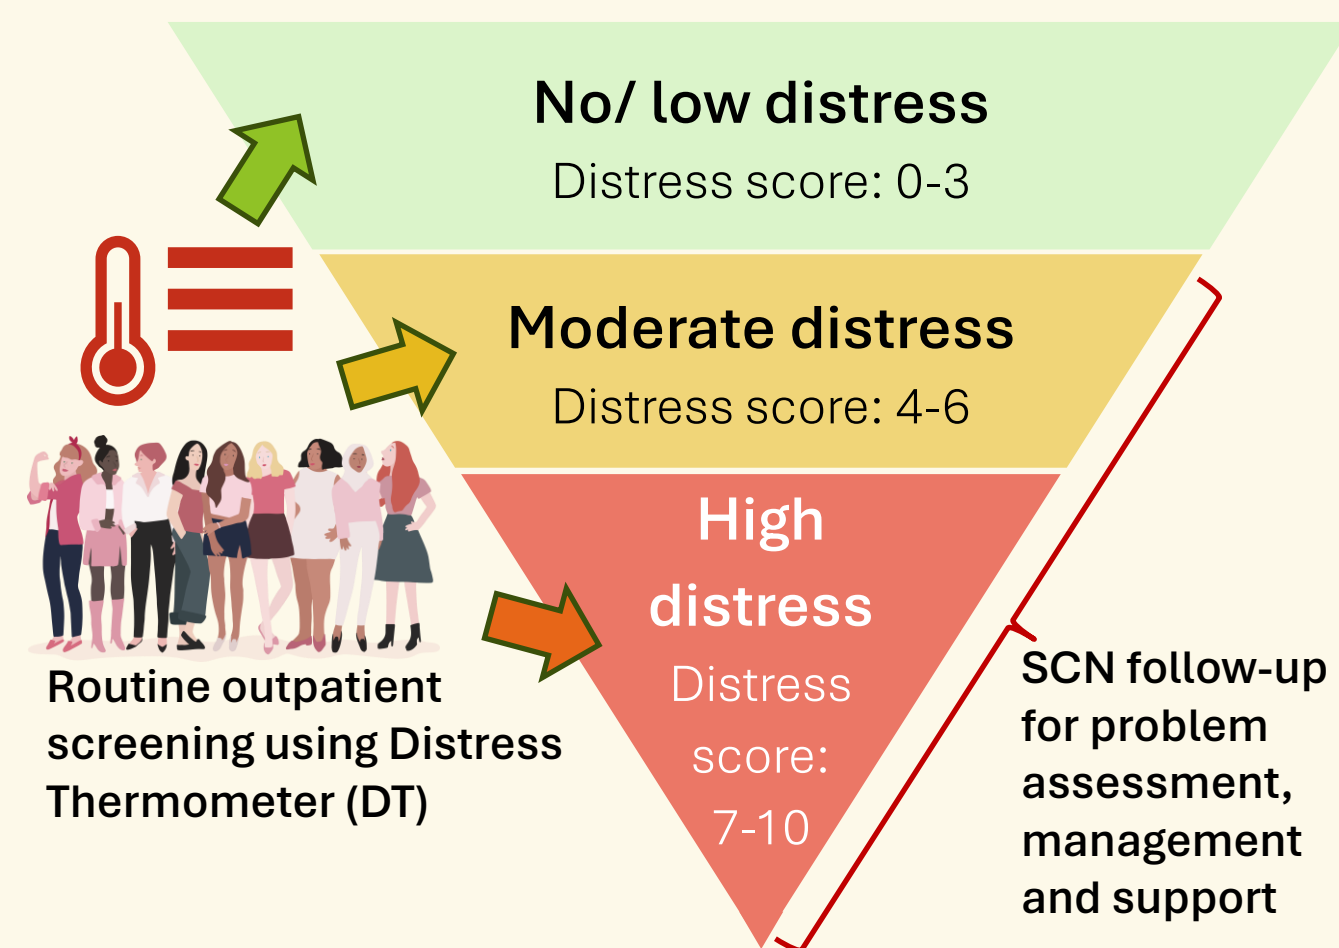 No/ low distress
Distress score: 0-3
Moderate distress
Distress score: 4-6
High
distress
Distress
score:
7-10
Routine outpatient
screening using Distress
Thermometer (DT)
SCN follow-up
for problem
assessment,
management
and support